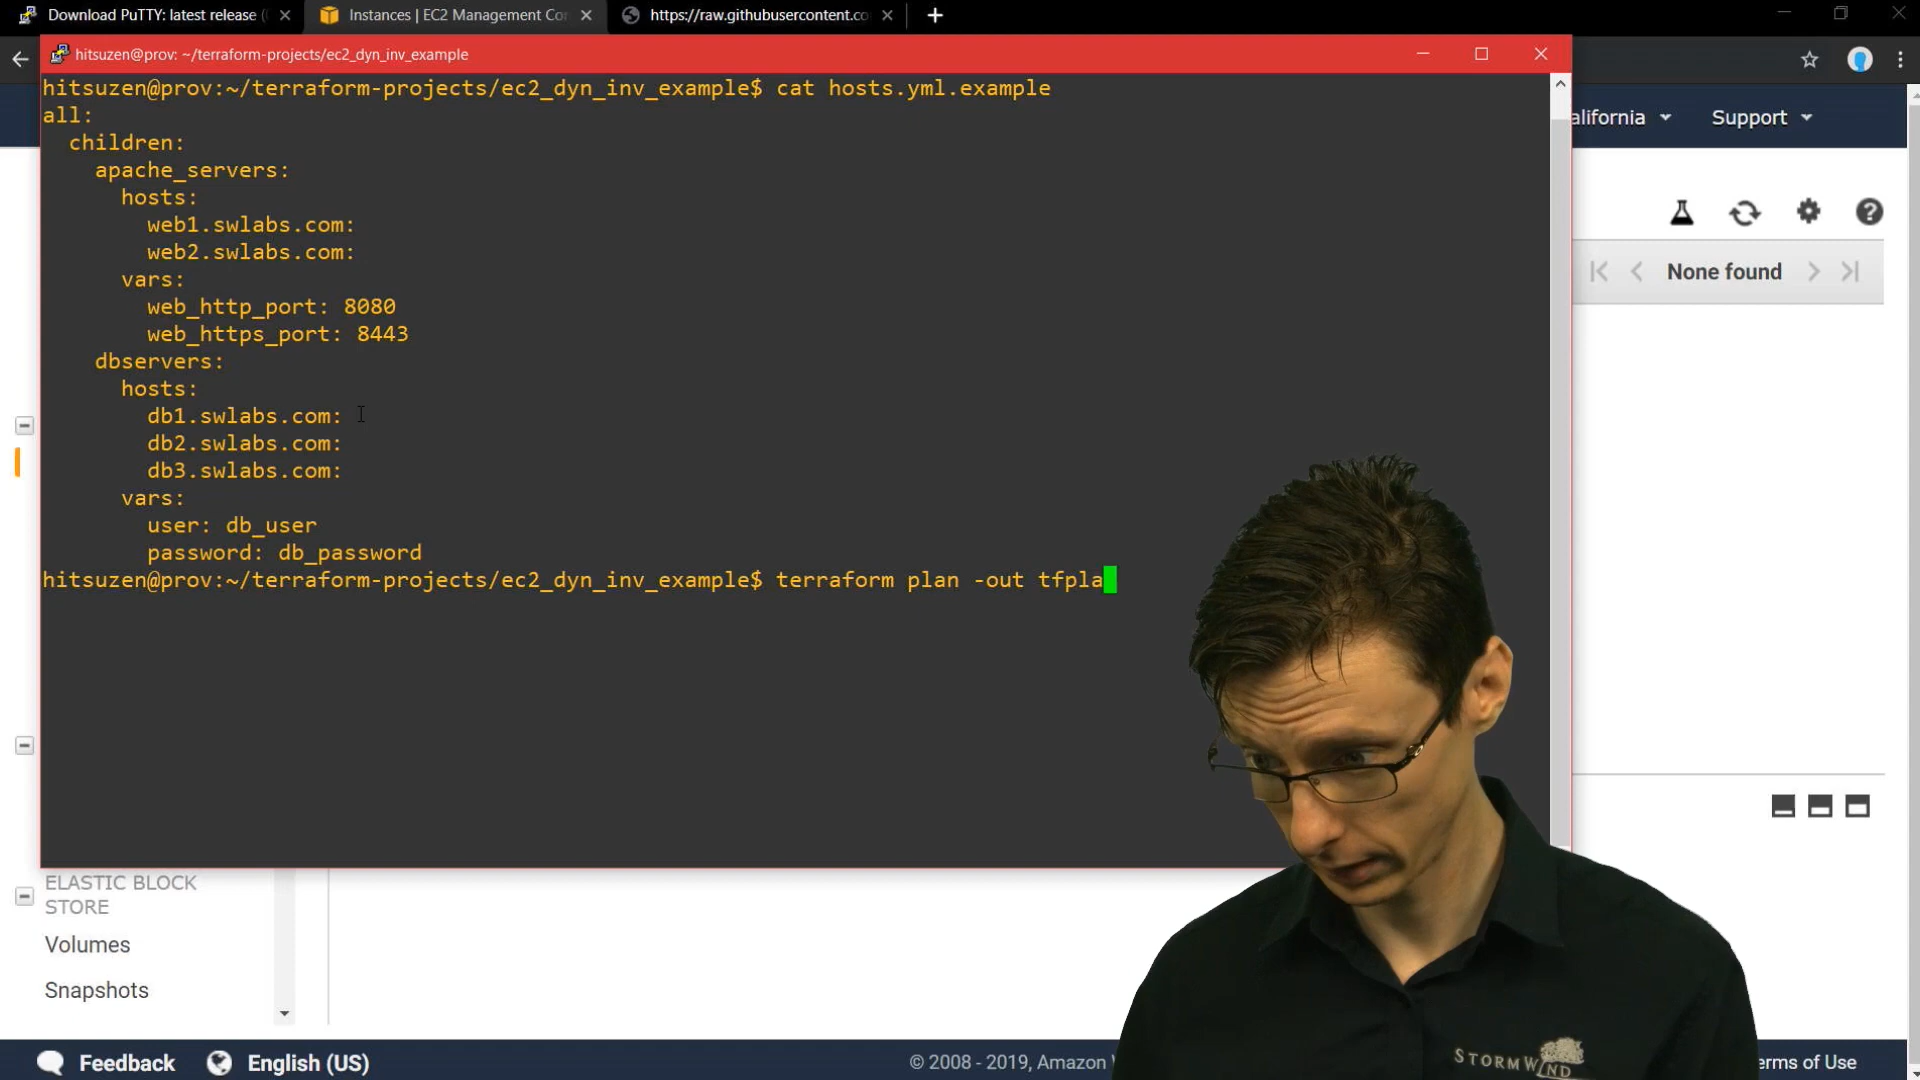 Download PuTTY: latest release (
Instances | EC2 Management Co
https://raw.githubusercontent.co
hitsuzen@prov: ~/terraform-projects/ec2_dyn_inv_example
hitsuzen@prov:~/terraform-projects/ec2_dyn_inv_example$ cat hosts.yml.example
all:
children:
apache_servers:
hosts:
web1.swlabs.com:
web2.swlabs.com:
vars:
web_http_port: 8080
web_https_port: 8443
dbservers:
hosts:
db1.swlabs.com:
db2.swlabs.com:
db3.swlabs.com:
vars:
user: db_user
password: db_password
hitsuzen@prov:~/terraform-projects/ec2_dyn_inv_example$ terraform plan -out tfpla
alifornia
Support
None found
ELASTIC BLOCK
STORE
Volumes
Snapshots
STORMWIND
Feedback
English (US)
© 2008 - 2019, Amazon W
erms of Use